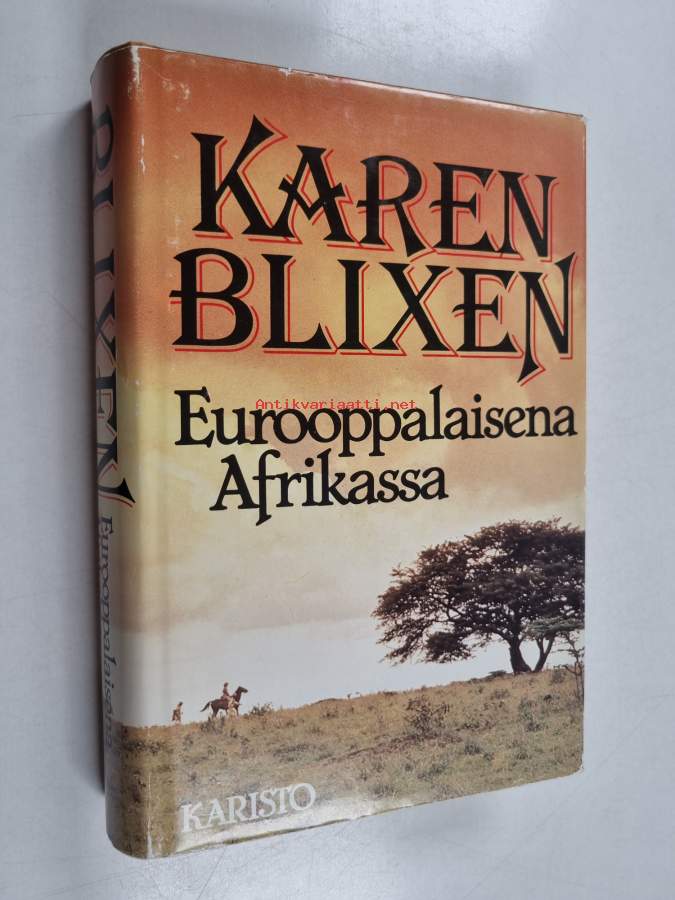 KAREN
BLIXEN
Antikvariaatti.net
Eurooppalaisena
Afrikassa
KARISTO
BLIXEN
Eurooppalaisena